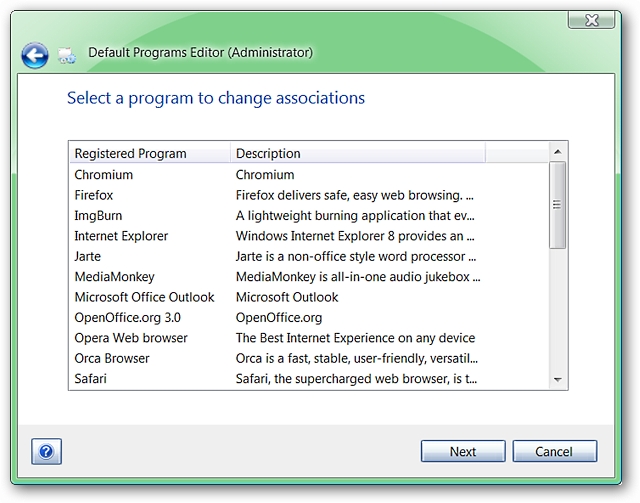 Default Programs Editor (Administrator)
Select a program to change associations
Registered Program Description
Chromium Chromium
Firefox Firefox delivers safe, easy web browsing. ...
ImgBurn A lightweight burning application that ev...
Internet Explorer Windows Internet Explorer 8 provides an ...
Jarte Jarte is a non-office style word processor ...
MediaMonkey MediaMonkey is all-in-one audio jukebox ...
Microsoft Office Outlook Microsoft Outlook
OpenOffice.org 3.0 OpenOffice.org
Opera Web browser The Best Internet Experience on any device
Orca Browser Orca is a fast, stable, user-friendly, versatil...
Safari Safari, the supercharged web browser, is t...
? Next Cancel